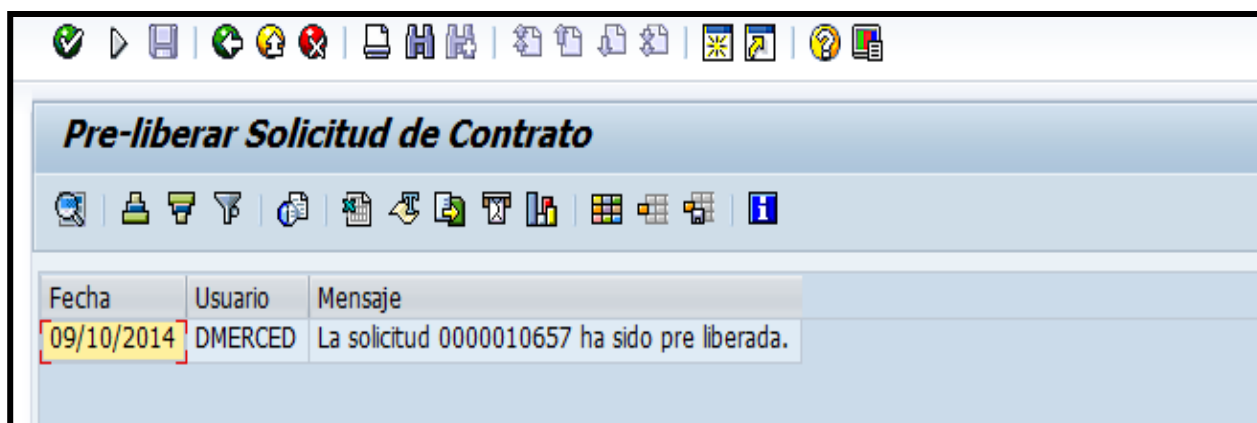 Pre-liberar Solicitud de Contrato
Fecha Usuario Mensaje
09/10/2014 DMERCED La solicitud 0000010657 ha sido pre liberada.